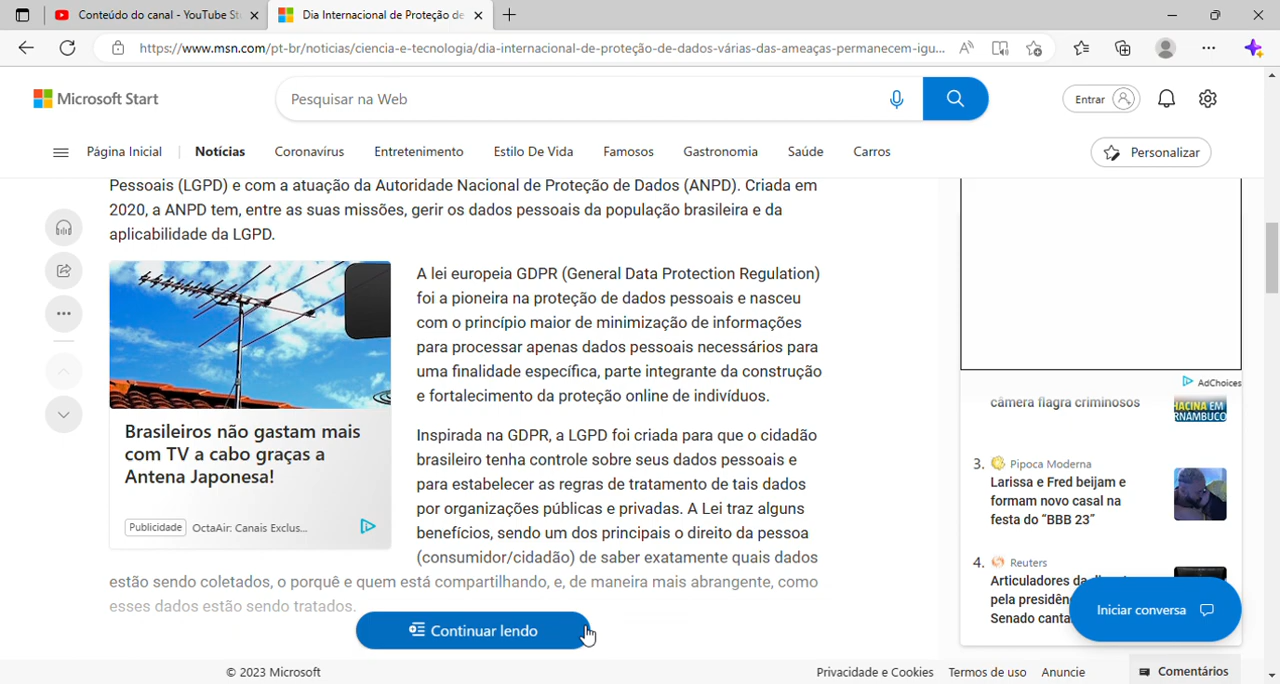 Conteúdo do canal - YouTube St
Dia Internacional de Proteção de
https://www.msn.com/pt-br/noticias/ciencia-e-tecnologia/dia-internacional-de-proteção-de-dados-várias-das-ameaças-permanecem-igu...
Microsoft Start
Pesquisar na Web
Entrar
Página Inicial
Notícias
Coronavírus
Entretenimento
Estilo De Vida
Famosos
Gastronomia
Saúde
Carros
Personalizar
Pessoais (LGPD) e com a atuação da Autoridade Nacional de Proteção de Dados (ANPD). Criada em
2020, a ANPD tem, entre as suas missões, gerir os dados pessoais da população brasileira e da
aplicabilidade da LGPD.
A lei europeia GDPR (General Data Protection Regulation)
foi a pioneira na proteção de dados pessoais e nasceu
com o princípio maior de minimização de informações
para processar apenas dados pessoais necessários para
uma finalidade específica, parte integrante da construção
e fortalecimento da proteção online de indivíduos.
Brasileiros não gastam mais
com TV a cabo graças a
Antena Japonesa!
Publicidade OctaAir: Canais Exclus...
Inspirada na GDPR, a LGPD foi criada para que o cidadão
brasileiro tenha controle sobre seus dados pessoais e
para estabelecer as regras de tratamento de tais dados
por organizações públicas e privadas. A Lei traz alguns
benefícios, sendo um dos principais o direito da pessoa
(consumidor/cidadão) de saber exatamente quais dados
estão sendo coletados, o porquê e quem está compartilhando, e, de maneira mais abrangente, como
esses dados estão sendo tratados.
Continuar lendo
AdChoices
câmera flagra criminosos
HACINA EM
RNAMBUCO
3. Pipoca Moderna
Larissa e Fred beijam e
formam novo casal na
festa do “BBB 23”
4. Reuters
Articuladores
pela
Senado
Iniciar conversa
© 2023 Microsoft
Privacidade e Cookies
Termos de uso
Anuncie
Comentários